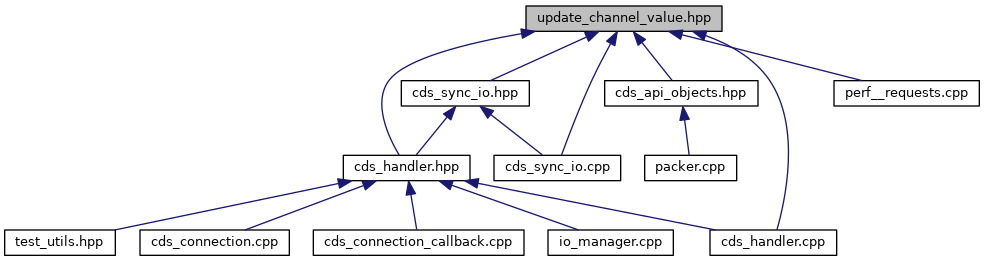 update_channel_value.hpp
cds_sync_io.hpp
cds_api_objects.hpp
perf__requests.cpp
cds_handler.hpp
cds_sync_io.cpp
packer.cpp
test_utils.hpp
cds_connection.cpp
cds_connection_callback.cpp
io_manager.cpp
cds_handler.cpp